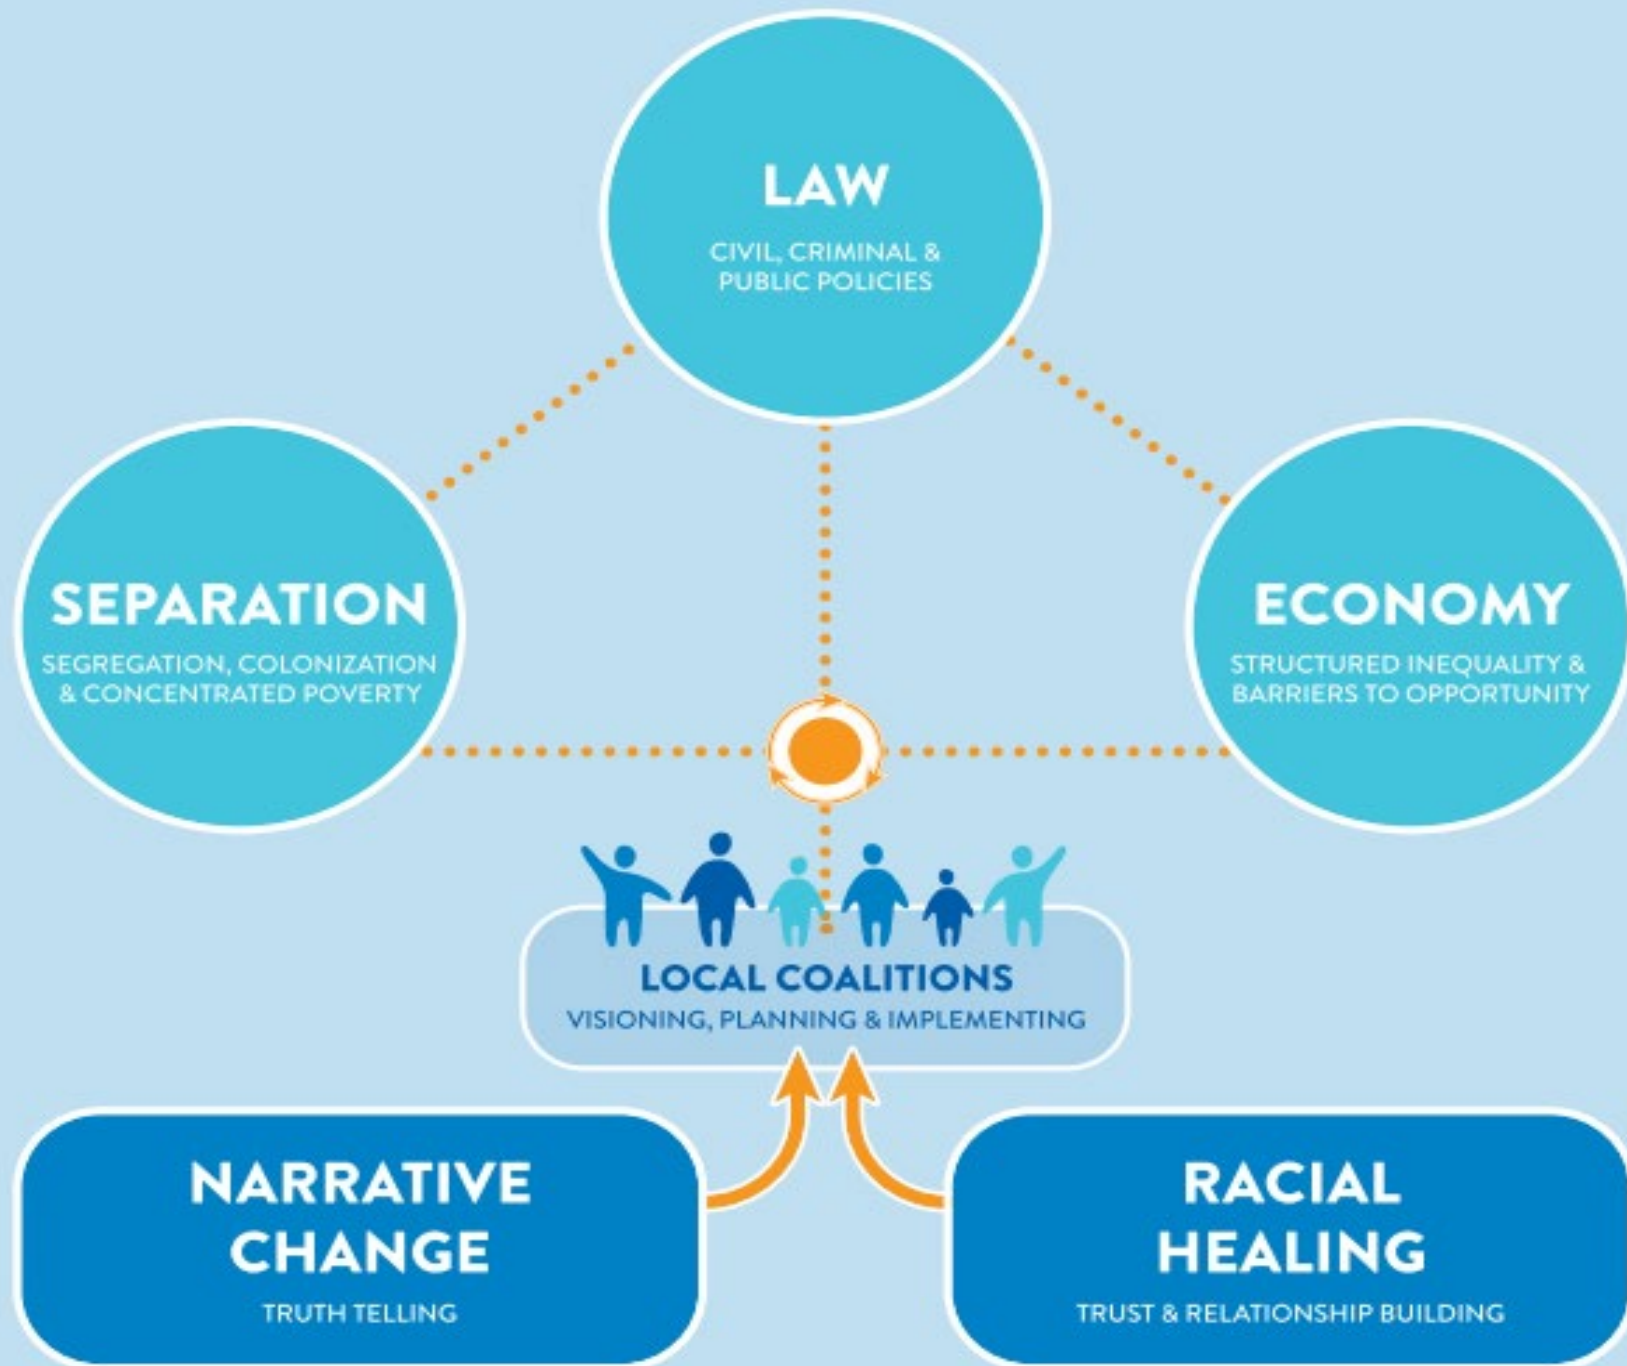 LAW
CIVIL, CRIMINAL &
PUBLIC POLICIES
SEPARATION
SEGREGATION, COLONIZATION
& CONCENTRATED POVERTY
ECONOMY
STRUCTURED INEQUALITY &
BARRIERS TO OPPORTUNITY
LOCAL COALITIONS
VISIONING, PLANNING & IMPLEMENTING
NARRATIVE
CHANGE
TRUTH TELLING
RACIAL
HEALING
TRUST & RELATIONSHIP BUILDING